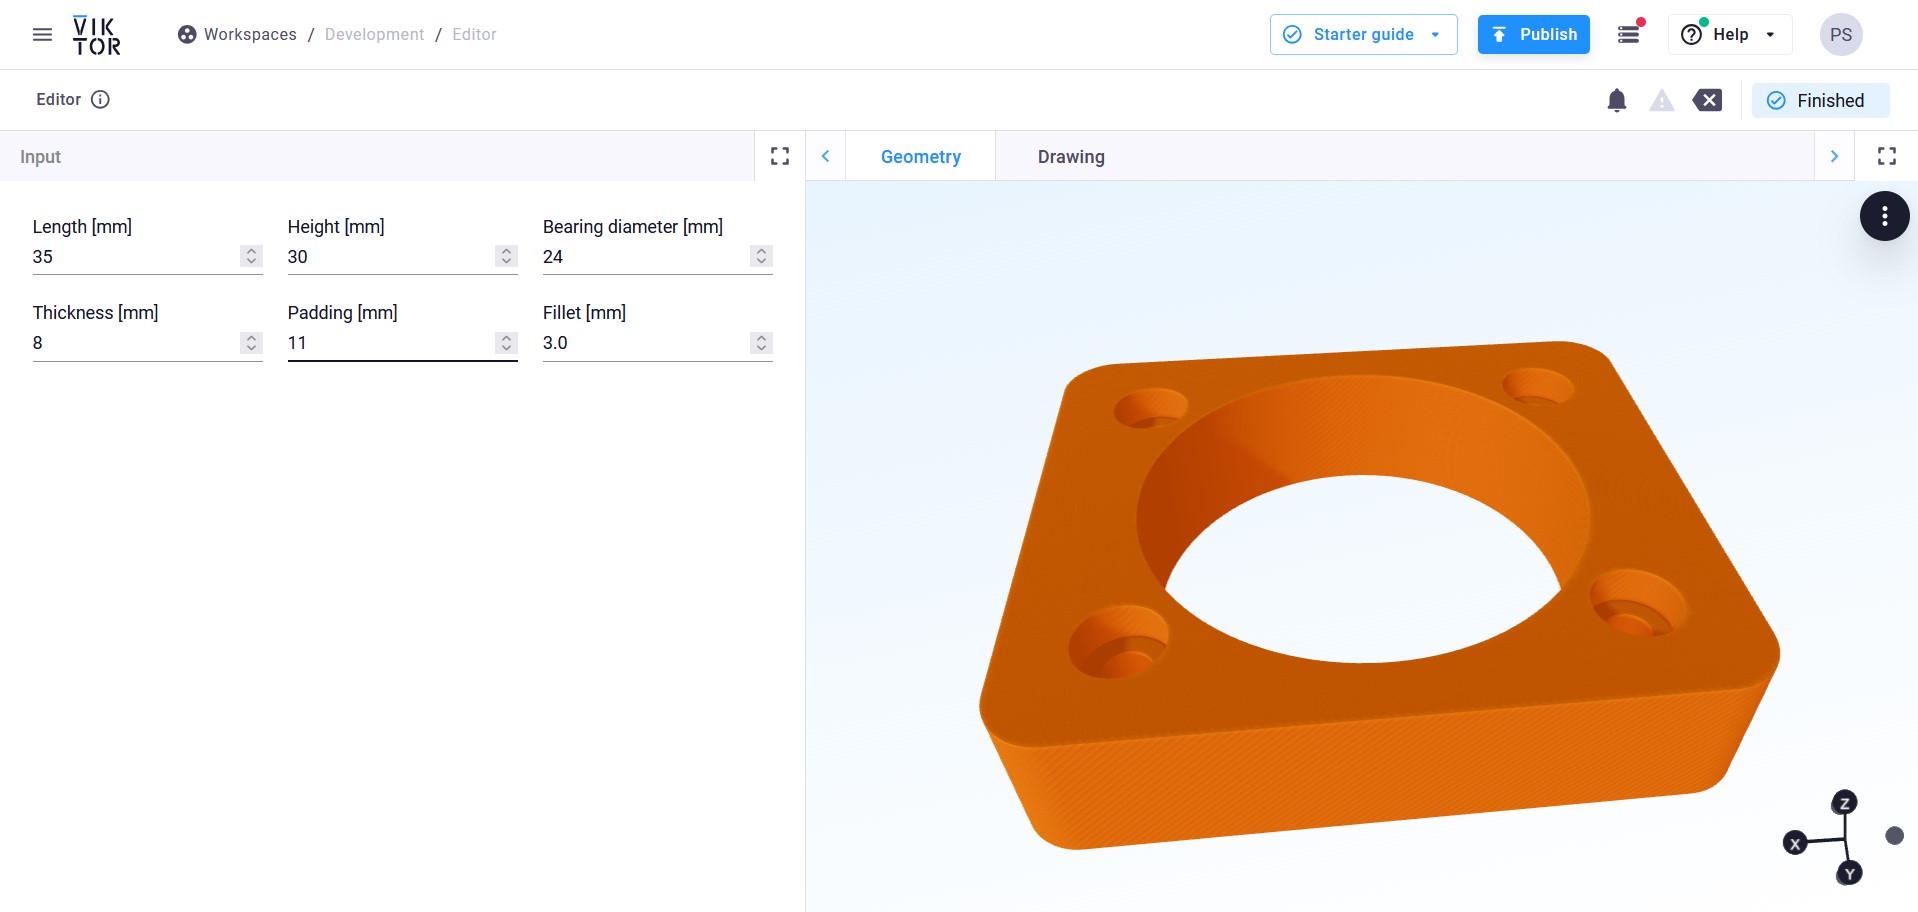 VIK
TOR
Workspaces / Development / Editor
Starter guide
Publish
Help
PS
Editor
Finished
Input
Geometry
Drawing
Length [mm]
35
Height [mm]
30
Bearing diameter [mm]
24
Thickness [mm]
8
Padding [mm]
11
Fillet [mm]
3.0
Z
X
Y